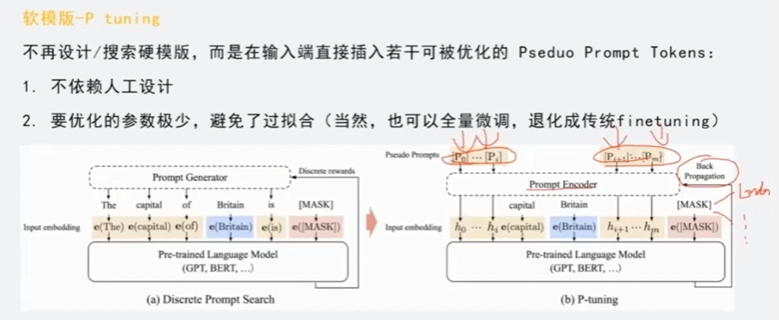 软模版-P tuning
不再设计/搜索硬模版，而是在输入端直接插入若干可被优化的 Pseduo Prompt Tokens：
1. 不依赖人工设计
2. 要优化的参数极少，避免了过拟合（当然，也可以全量微调，退化成传统finetuning）
Pseudo Prompts [P₀] ⋯ [Pᵢ] [Pᵢ₊₁] ⋯ [Pₘ]
Prompt Generator Discrete rewards
Prompt Encoder Back Propagation
The capital of Britain is [MASK]
capital Britain [MASK] London
Input embedding e(The) e(capital) e(of) e(Britain) e(is) e([MASK])
Input embedding h₀ ⋯ hᵢ e(capital) e(Britain) hᵢ₊₁ ⋯ hₘ e([MASK])
Pre-trained Language Model
(GPT, BERT, ...)
Pre-trained Language Model
(GPT, BERT, ...)
(a) Discrete Prompt Search
(b) P-tuning